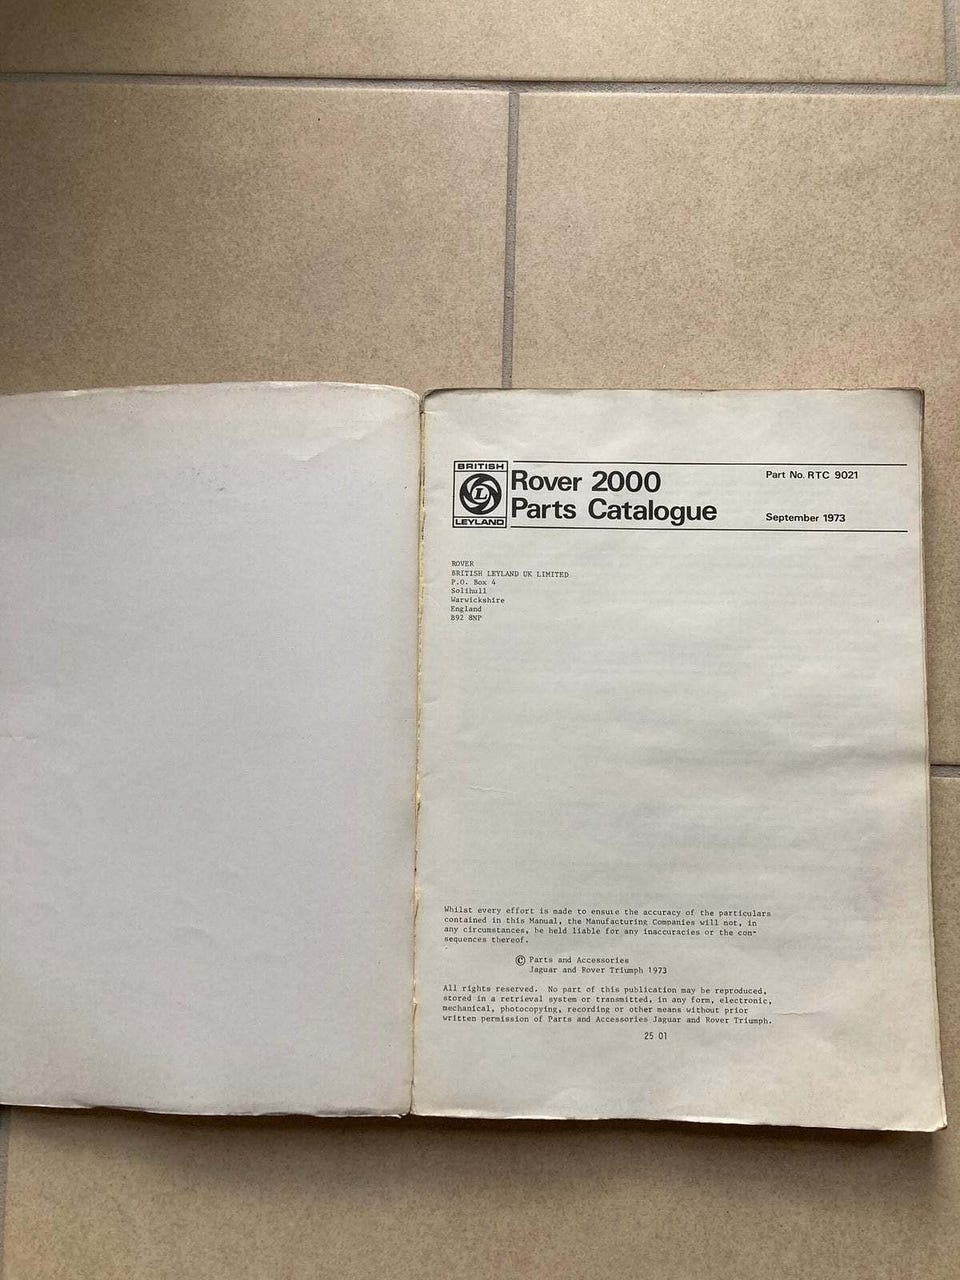 BRITISH
L
LEYLAND
Rover 2000
Parts Catalogue
Part No. RTC 9021
September 1973
ROVER
BRITISH LEYLAND UK LIMITED
P.O. Box 4
Solihull
Warwickshire
England
B92 8NP
Whilst every effort is made to ensure the accuracy of the particulars
contained in this Manual, the Manufacturing Companies will not, in
any circumstances, be held liable for any inaccuracies or the con-
sequences thereof.
© Parts and Accessories
Jaguar and Rover Triumph 1973
All rights reserved. No part of this publication may be reproduced,
stored in a retrieval system or transmitted, in any form, electronic,
mechanical, photocopying, recording or other means without prior
written permission of Parts and Accessories Jaguar and Rover Triumph.
25 01